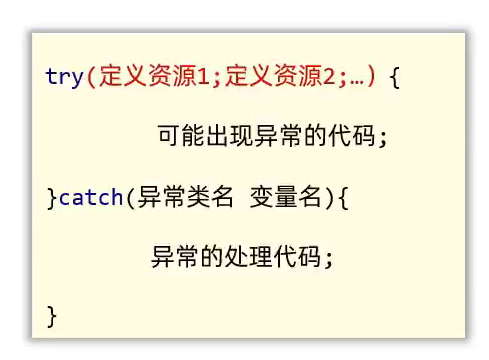 try(定义资源1;定义资源2;…) {
可能出现异常的代码;
}catch(异常类名 变量名){
异常的处理代码;
}